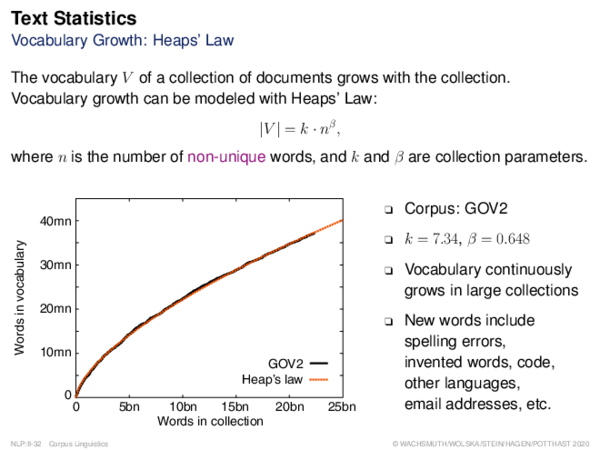 Text Statistics
Vocabulary Growth: Heaps' Law
The vocabulary V of a collection of documents grows with the collection.
Vocabulary growth can be modeled with Heaps' Law:
|V| = k · n^β,
where n is the number of non-unique words, and k and β are collection parameters.
Words in vocabulary
40mn
30mn
20mn
10mn
0
GOV2
Heap's law
0 5bn 10bn 15bn 20bn 25bn
Words in collection
❑ Corpus: GOV2
❑ k = 7.34, β = 0.648
❑ Vocabulary continuously
grows in large collections
❑ New words include
spelling errors,
invented words, code,
other languages,
email addresses, etc.
NLP:II-32 Corpus Linguistics
© WACHSMUTH/WOLSKA/STEIN/HAGEN/POTTHAST 2020